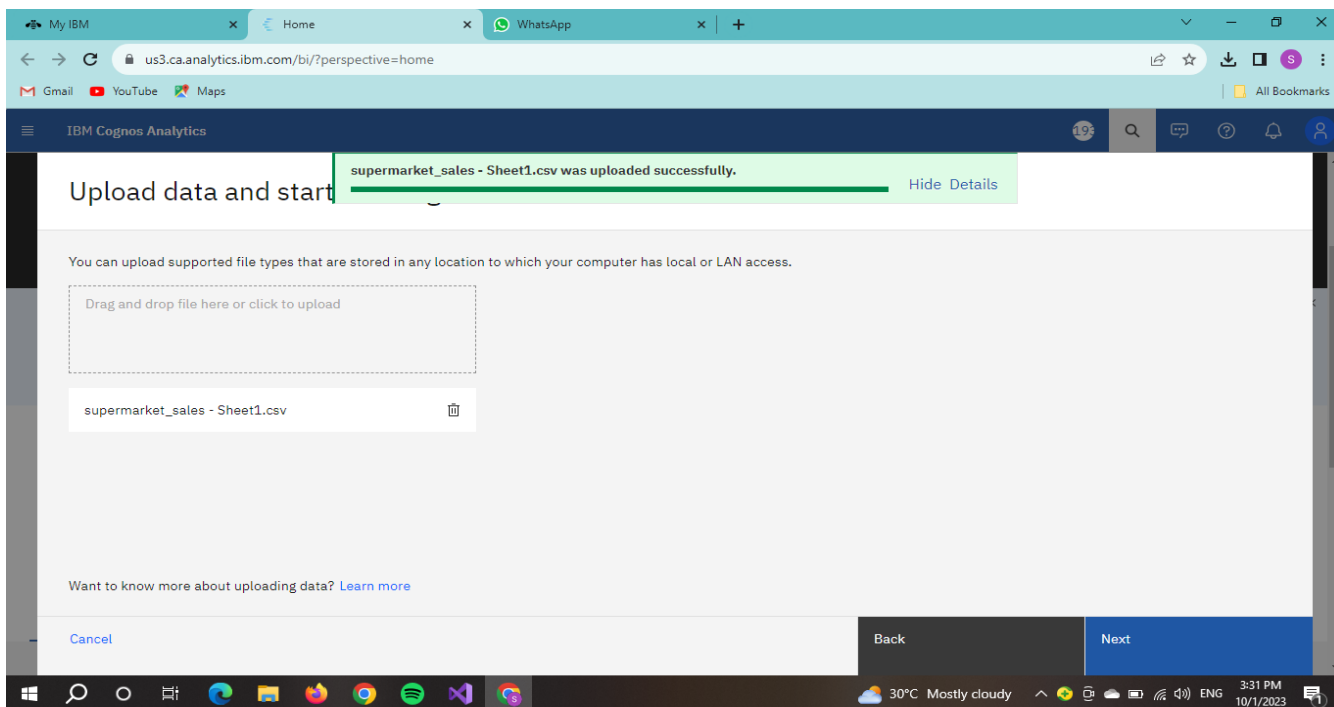 My IBM
Home
WhatsApp
us3.ca.analytics.ibm.com/bi/?perspective=home
S
Gmail YouTube Maps
All Bookmarks
IBM Cognos Analytics
supermarket_sales - Sheet1.csv was uploaded successfully.
Hide Details
Upload data and start
You can upload supported file types that are stored in any location to which your computer has local or LAN access.
Drag and drop file here or click to upload
supermarket_sales - Sheet1.csv
Want to know more about uploading data? Learn more
Cancel
Back
Next
30°C Mostly cloudy
ENG
3:31 PM
10/1/2023
1